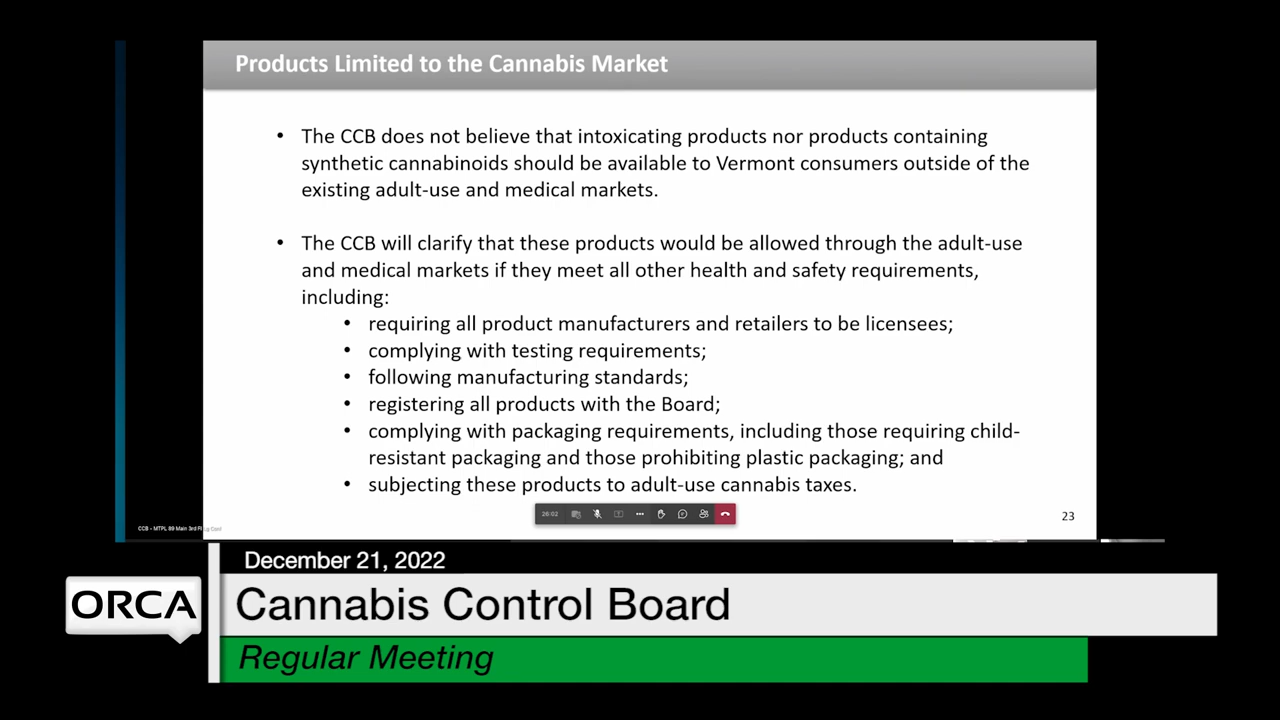 Products Limited to the Cannabis Market
• The CCB does not believe that intoxicating products nor products containing
synthetic cannabinoids should be available to Vermont consumers outside of the
existing adult-use and medical markets.
• The CCB will clarify that these products would be allowed through the adult-use
and medical markets if they meet all other health and safety requirements,
including:
• requiring all product manufacturers and retailers to be licensees;
• complying with testing requirements;
• following manufacturing standards;
• registering all products with the Board;
• complying with packaging requirements, including those requiring child-
resistant packaging and those prohibiting plastic packaging; and
• subjecting these products to adult-use cannabis taxes.
26:02
23
CCB - MTPL 89 Main 3rd
December 21, 2022
ORCA
Cannabis Control Board
Regular Meeting